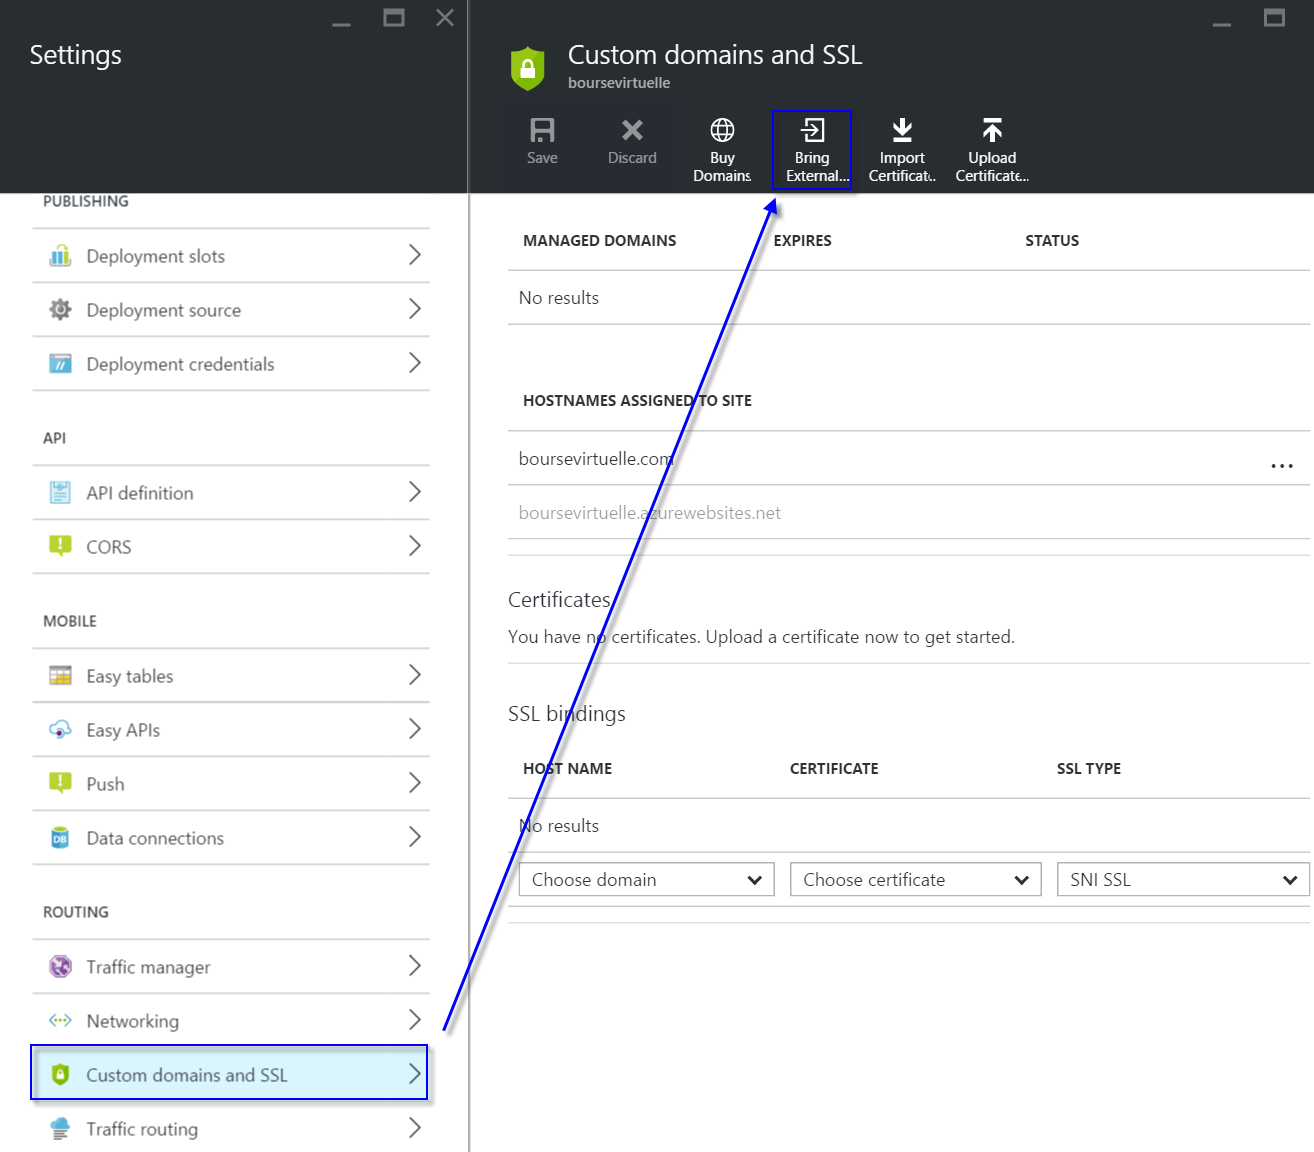 Settings
PUBLISHING
Deployment slots
Deployment source
Deployment credentials
API
API definition
CORS
MOBILE
Easy tables
Easy APIs
Push
Data connections
DB
ROUTING
Traffic manager
Networking
Custom domains and SSL
Traffic routing
Custom domains and SSL
boursevirtuelle
Save
Discard
Buy
Domains
Bring
External...
Import
Certificat..
Upload
Certificate...
MANAGED DOMAINS EXPIRES STATUS
No results
HOSTNAMES ASSIGNED TO SITE
boursevirtuelle.com
...
boursevirtuelle.azurewebsites.net
Certificates
You have no certificates. Upload a certificate now to get started.
SSL bindings
HOST NAME CERTIFICATE SSL TYPE
No results
Choose domain Choose certificate SNI SSL